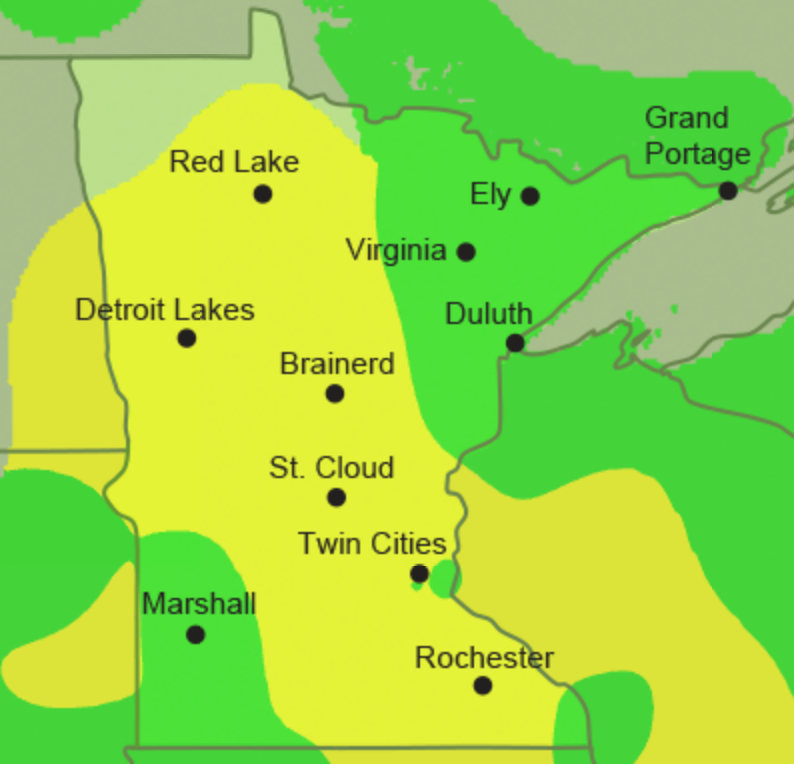 Grand
Portage
Red Lake
Ely
Virginia
Detroit Lakes
Duluth
Brainerd
St. Cloud
Twin Cities
Marshall
Rochester